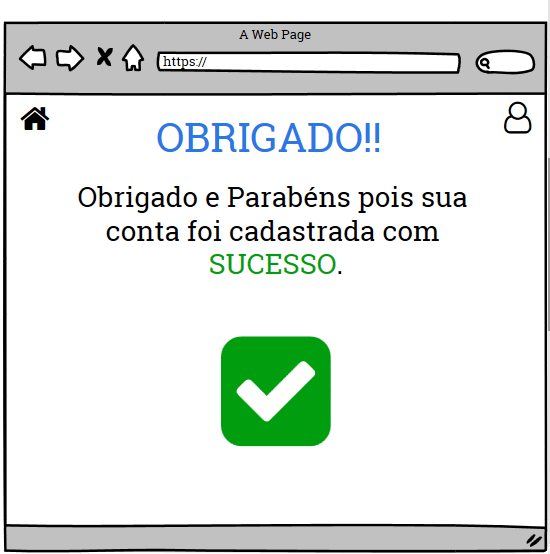 A Web Page
https://
OBRIGADO!!
Obrigado e Parabéns pois sua
conta foi cadastrada com
SUCESSO.